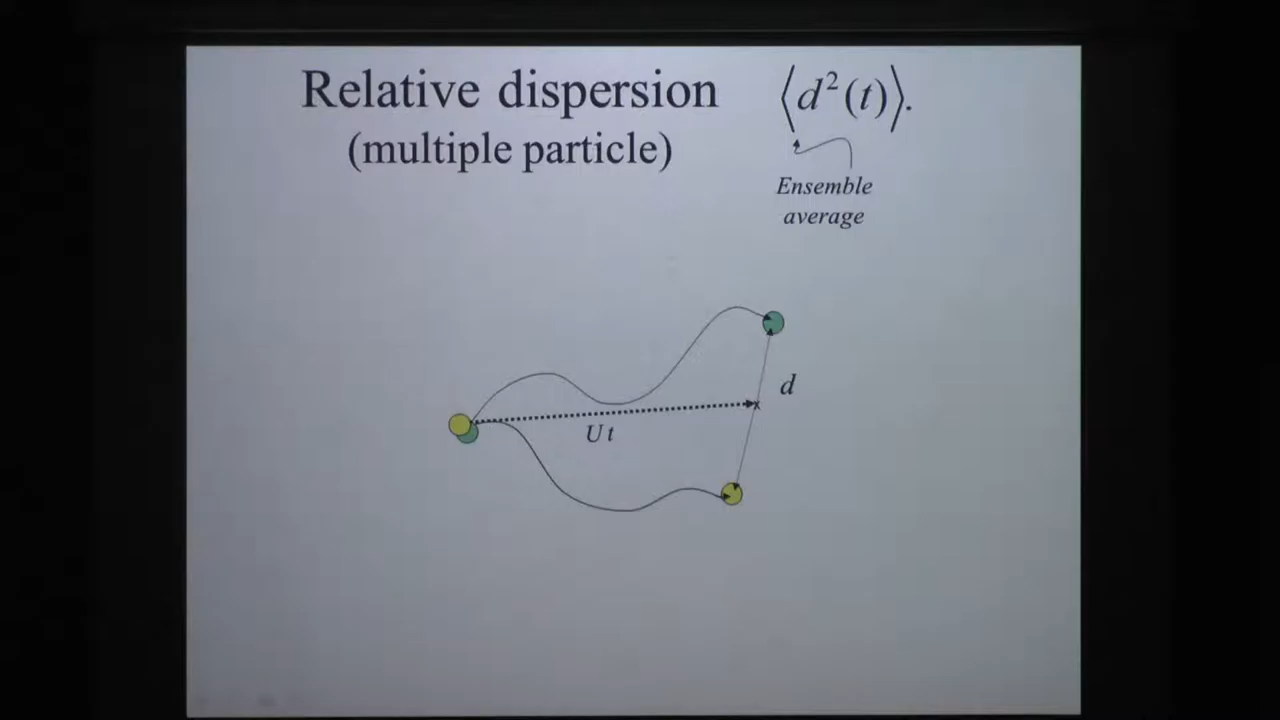 Relative dispersion
(multiple particle)
⟨d²(t)⟩.
Ensemble
average
d
U t
x